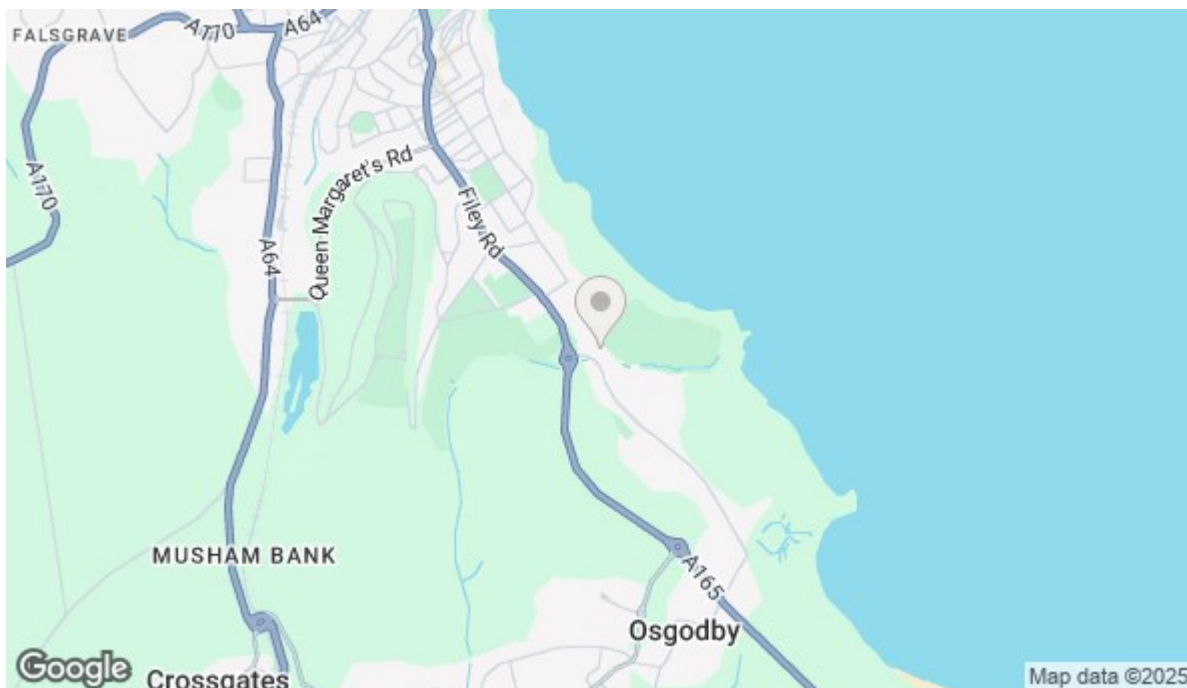 FALSGRAVE
A170
A64
A170
A64
Queen Margaret's Rd
Filey Rd
MUSHAM BANK
A165
Osgodby
Crossgates
Google
Map data ©2025